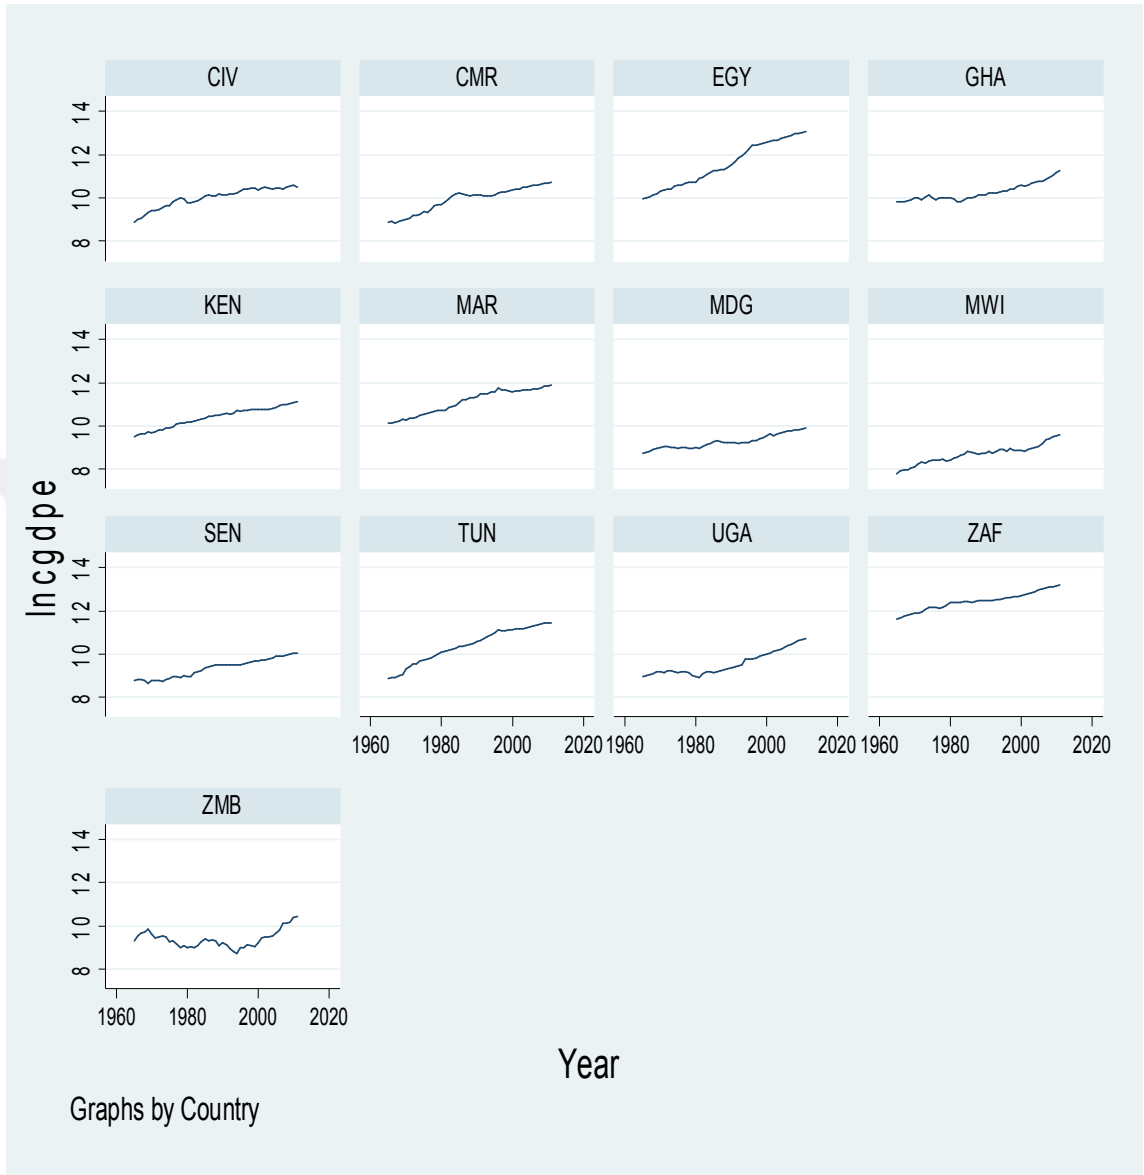 CIV CMR EGY GHA
14
12
10
8
KEN MAR MDG MWI
14
12
10
8
SEN TUN UGA ZAF
14
12
10
8
1960 1980 2000 2020 1960 1980 2000 2020 1960 1980 2000 2020
ZMB
14
12
10
8
1960 1980 2000 2020
lncgdpe
Year
Graphs by Country